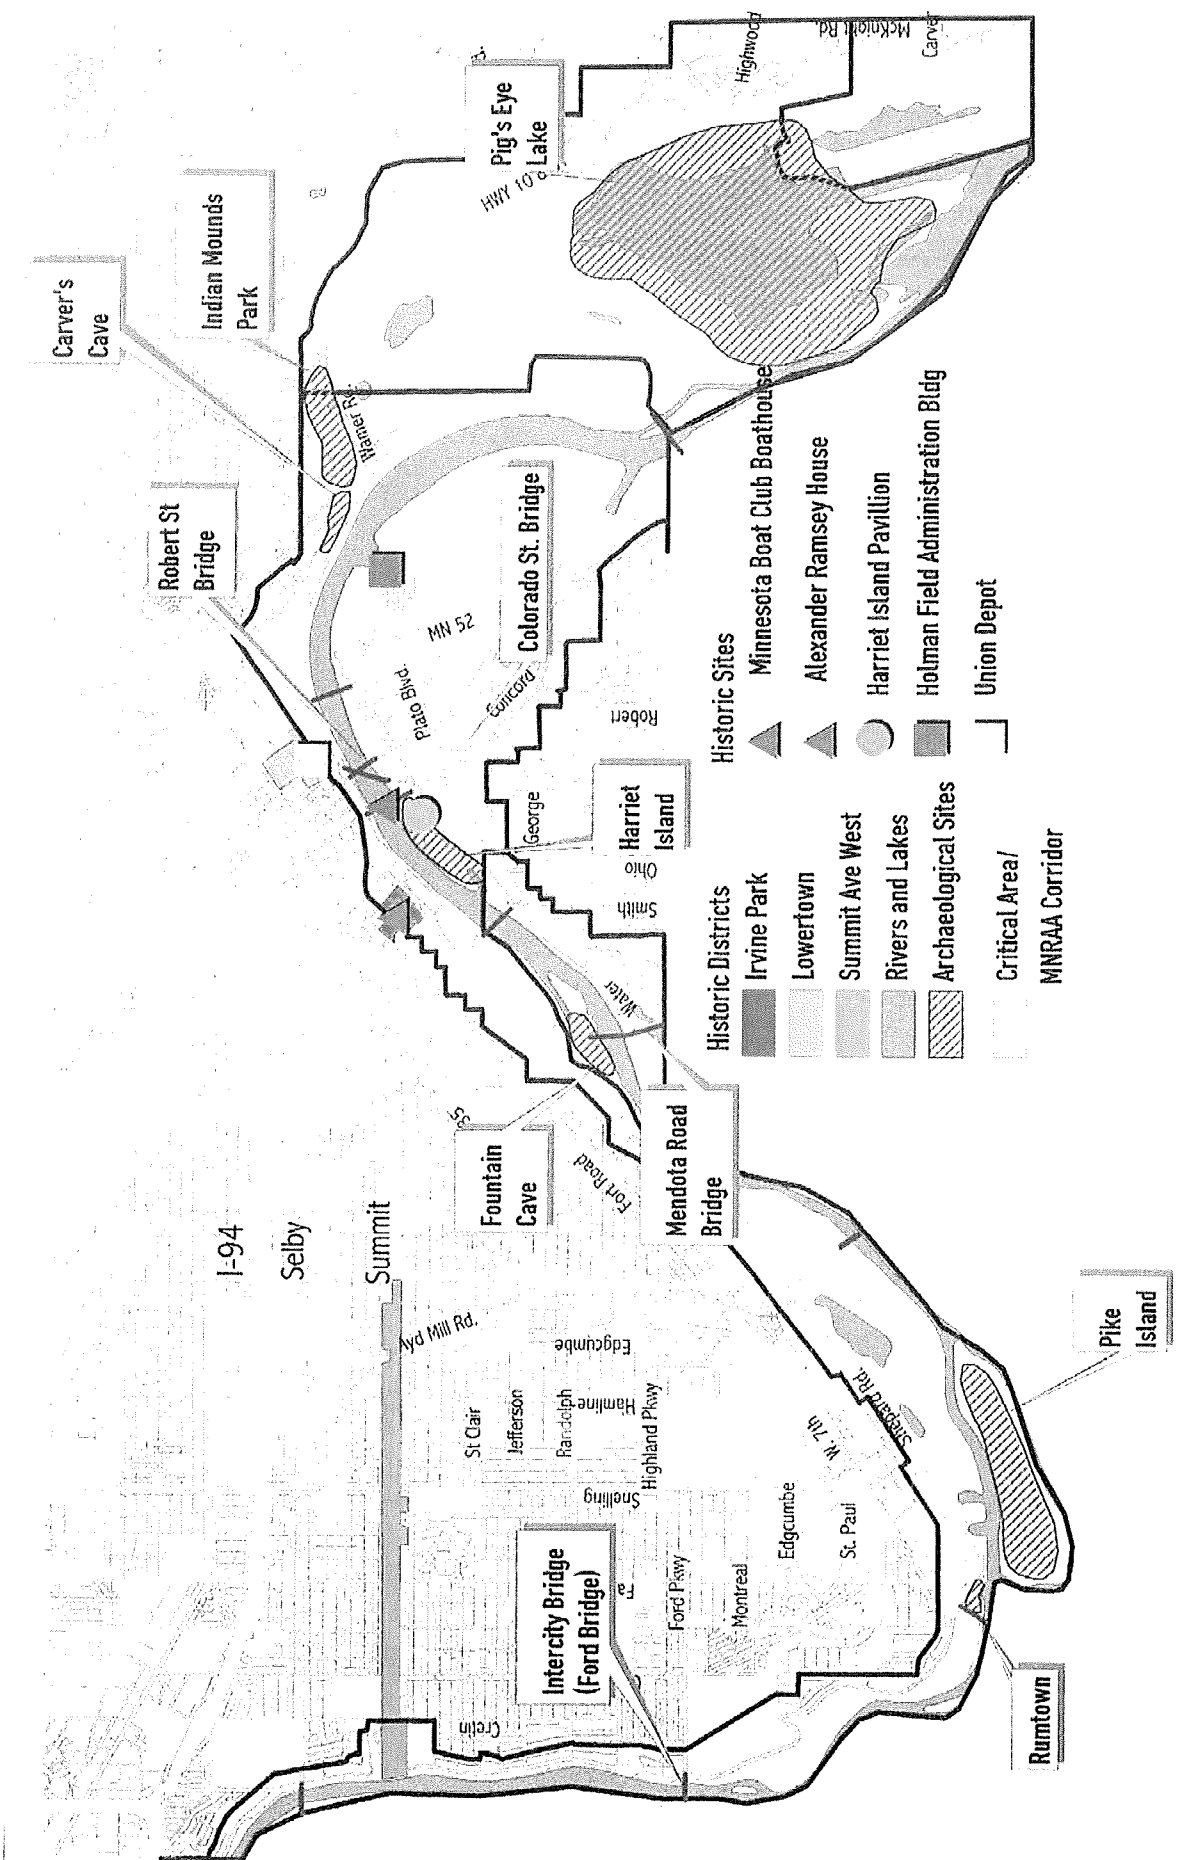 Carver's
Cave
Indian Mounds
Park
Pig's Eye
Lake
HWY 10
Highwood
McKnight Rd.
Carver
Robert St
Bridge
Warner Rd.
MN 52
Plato Blvd.
Concord
Colorado St. Bridge
Robert
George
Harriet
Island
Ohio
Smith
Water
35
Fountain
Cave
Fort Road
Mendota Road
Bridge
I-94
Selby
Summit
Ayd Mill Rd.
Edgcumbe
St Clair
Jefferson
Randolph
Hamline
Highland Pkwy
Snelling
W. 7th
Shepard Rd.
Intercity Bridge
(Ford Bridge)
Ford Pkwy
Montreal
Edgcumbe
St. Paul
Cretin
Pike
Island
Rumtown
Historic Districts
Irvine Park
Lowertown
Summit Ave West
Rivers and Lakes
Archaeological Sites
Critical Area/
MNRAA Corridor
Historic Sites
Minnesota Boat Club Boathouse
Alexander Ramsey House
Harriet Island Pavillion
Holman Field Administration Bldg
Union Depot